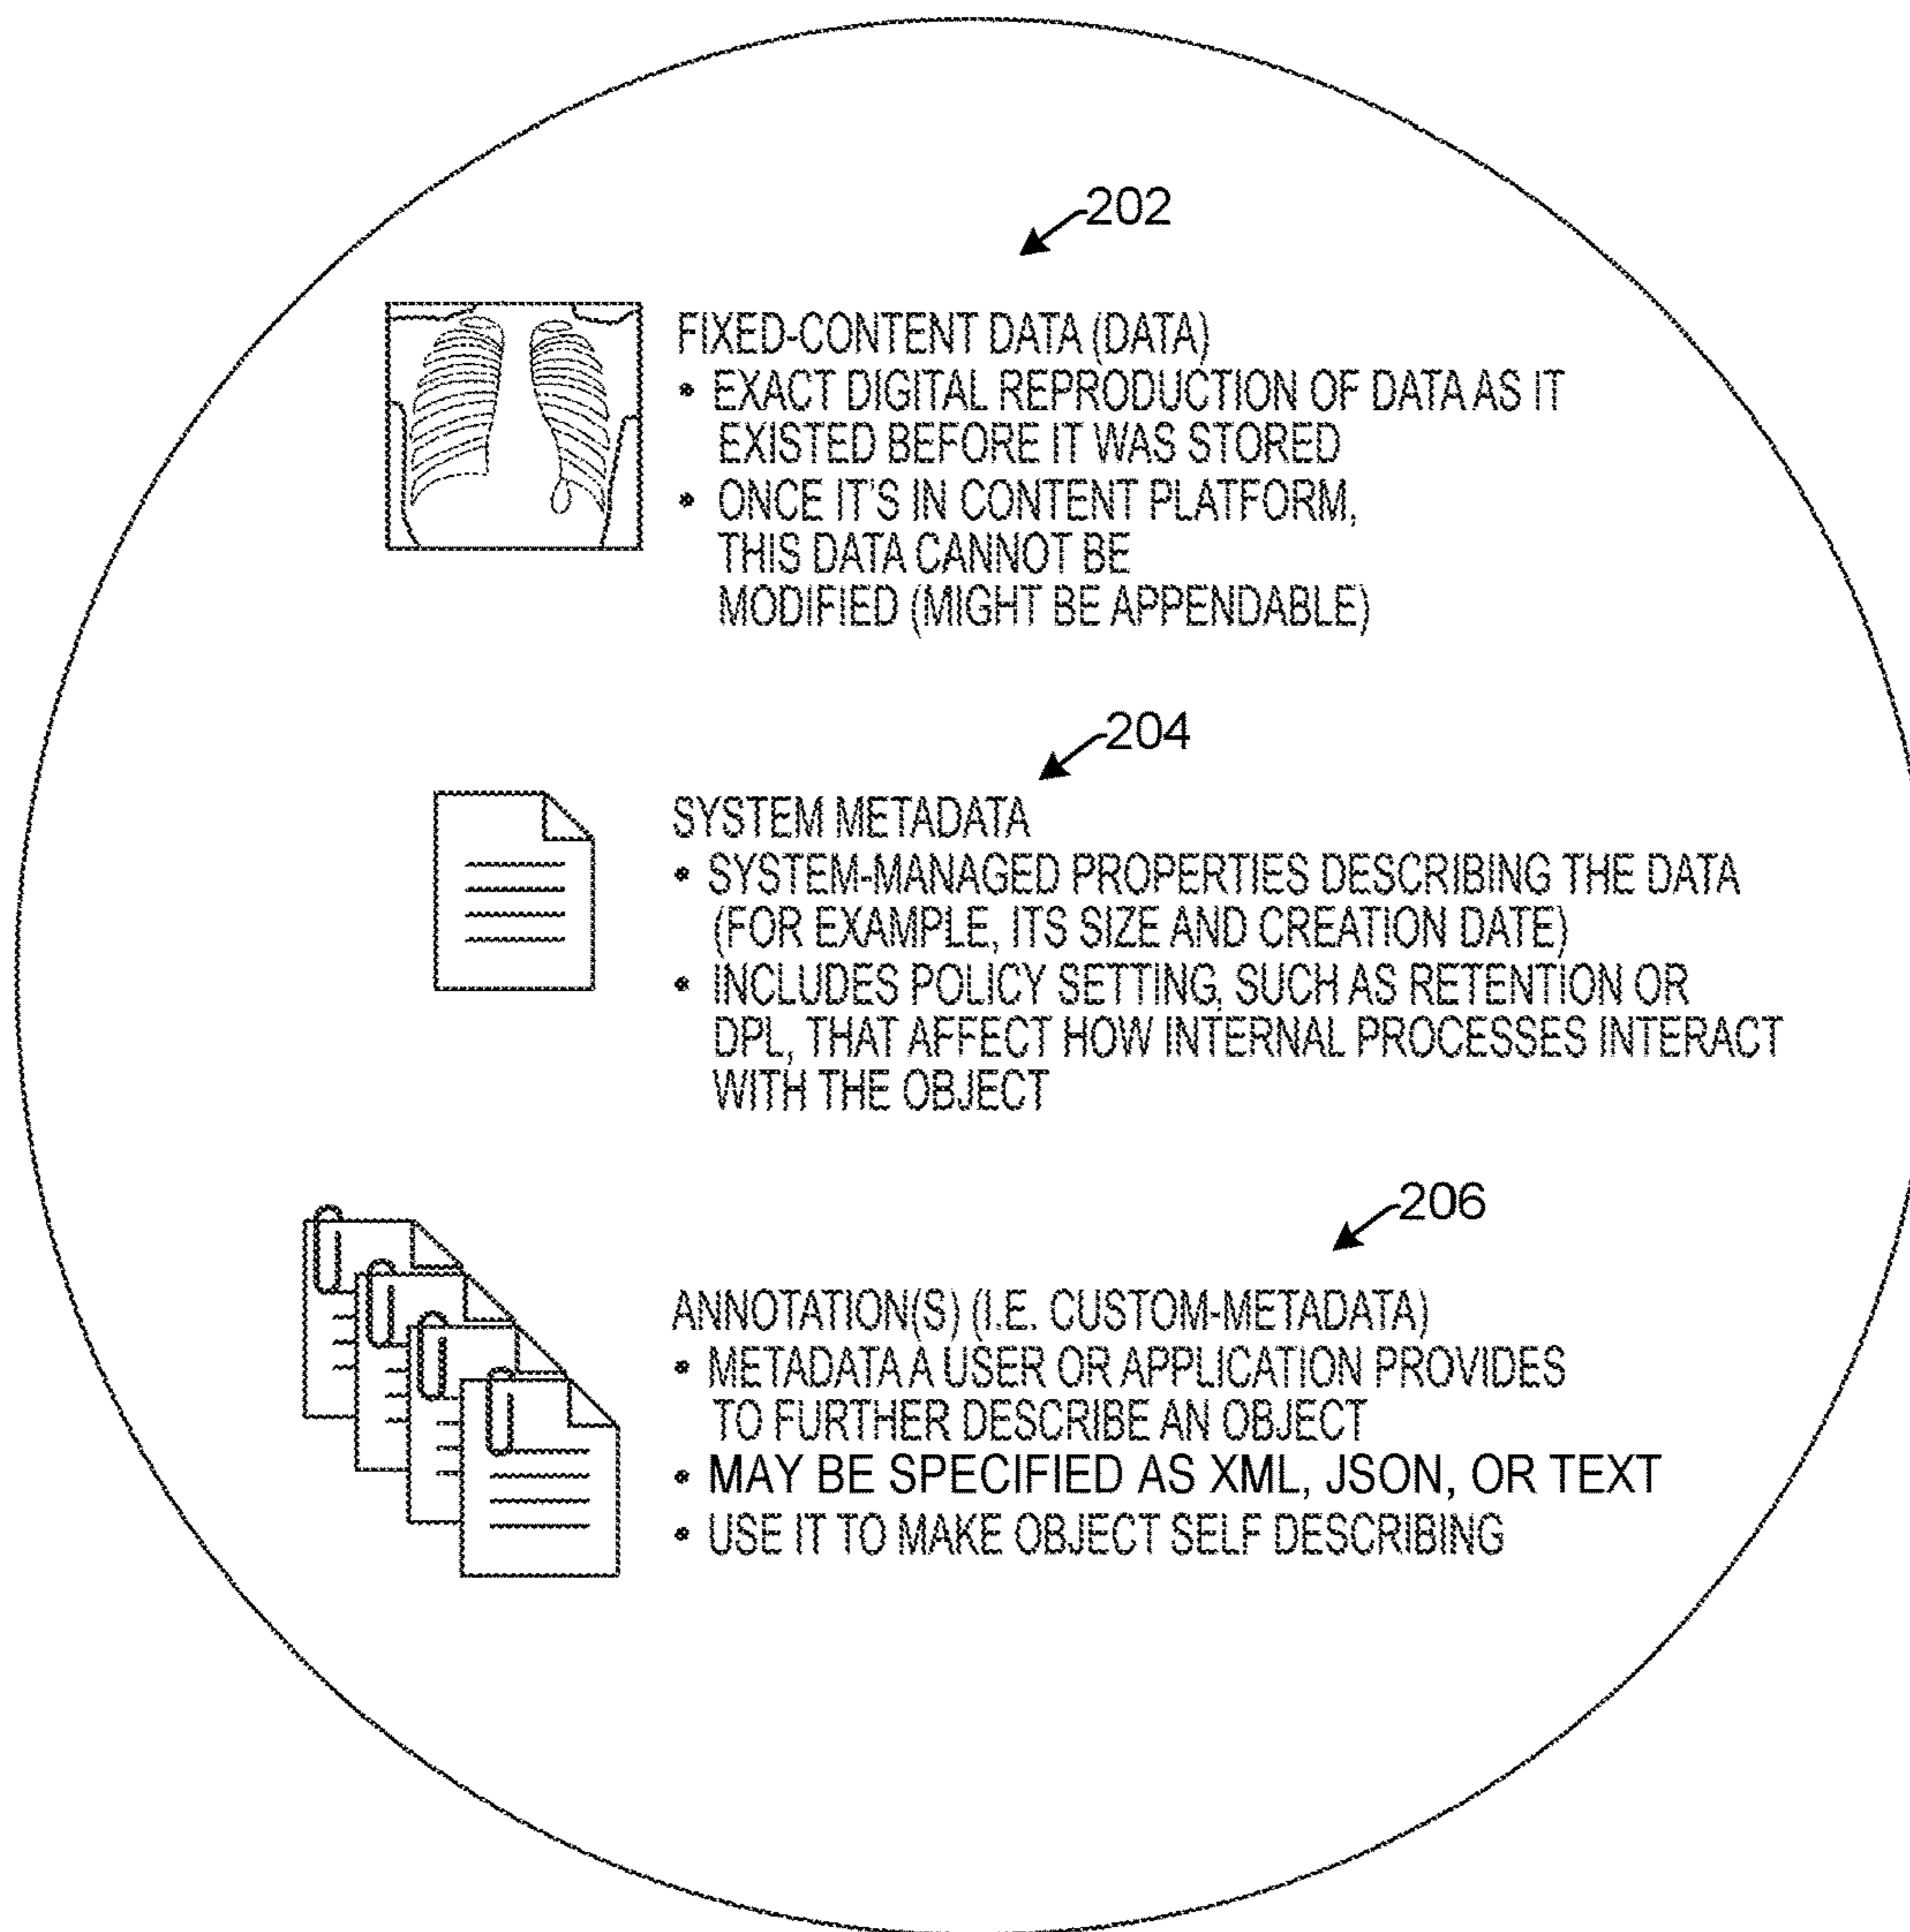 202
FIXED-CONTENT DATA (DATA)
• EXACT DIGITAL REPRODUCTION OF DATA AS IT
EXISTED BEFORE IT WAS STORED
• ONCE IT'S IN CONTENT PLATFORM,
THIS DATA CANNOT BE
MODIFIED (MIGHT BE APPENDABLE)
204
SYSTEM METADATA
• SYSTEM-MANAGED PROPERTIES DESCRIBING THE DATA
(FOR EXAMPLE, ITS SIZE AND CREATION DATE)
• INCLUDES POLICY SETTING, SUCH AS RETENTION OR
DPL, THAT AFFECT HOW INTERNAL PROCESSES INTERACT
WITH THE OBJECT
206
ANNOTATION(S) (I.E. CUSTOM-METADATA)
• METADATA A USER OR APPLICATION PROVIDES
TO FURTHER DESCRIBE AN OBJECT
• MAY BE SPECIFIED AS XML, JSON, OR TEXT
• USE IT TO MAKE OBJECT SELF DESCRIBING